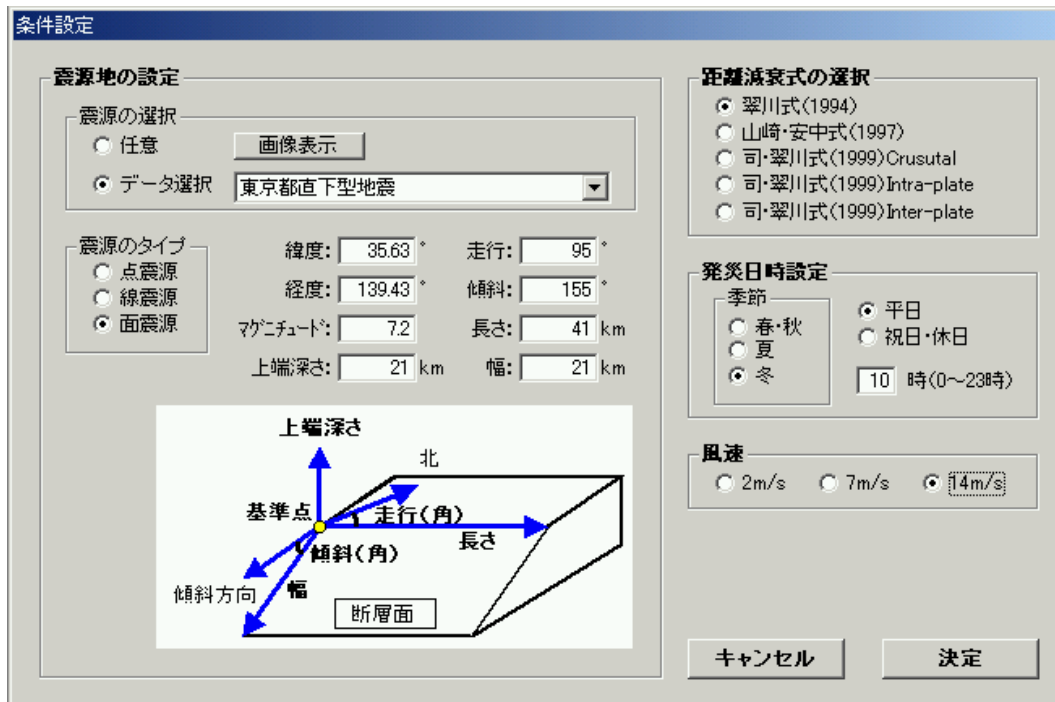 条件設定
震源地の設定
震源の選択
任意
画像表示
データ選択
東京都直下型地震
震源のタイプ
点震源
線震源
面震源
緯度: 35.63 °
走行: 95 °
経度: 139.43 °
傾斜: 155 °
マグニチュード: 7.2
長さ: 41 km
上端深さ: 21 km
幅: 21 km
上端深さ
北
基準点
走行(角)
長さ
傾斜(角)
傾斜方向
幅
断層面
距離減衰式の選択
翠川式(1994)
山崎・安中式(1997)
司・翠川式(1999)Crusutal
司・翠川式(1999)Intra-plate
司・翠川式(1999)Inter-plate
発災日時設定
季節
春・秋
夏
冬
平日
祝日・休日
10 時(0～23時)
風速
2m/s
7m/s
14m/s
キャンセル
決定